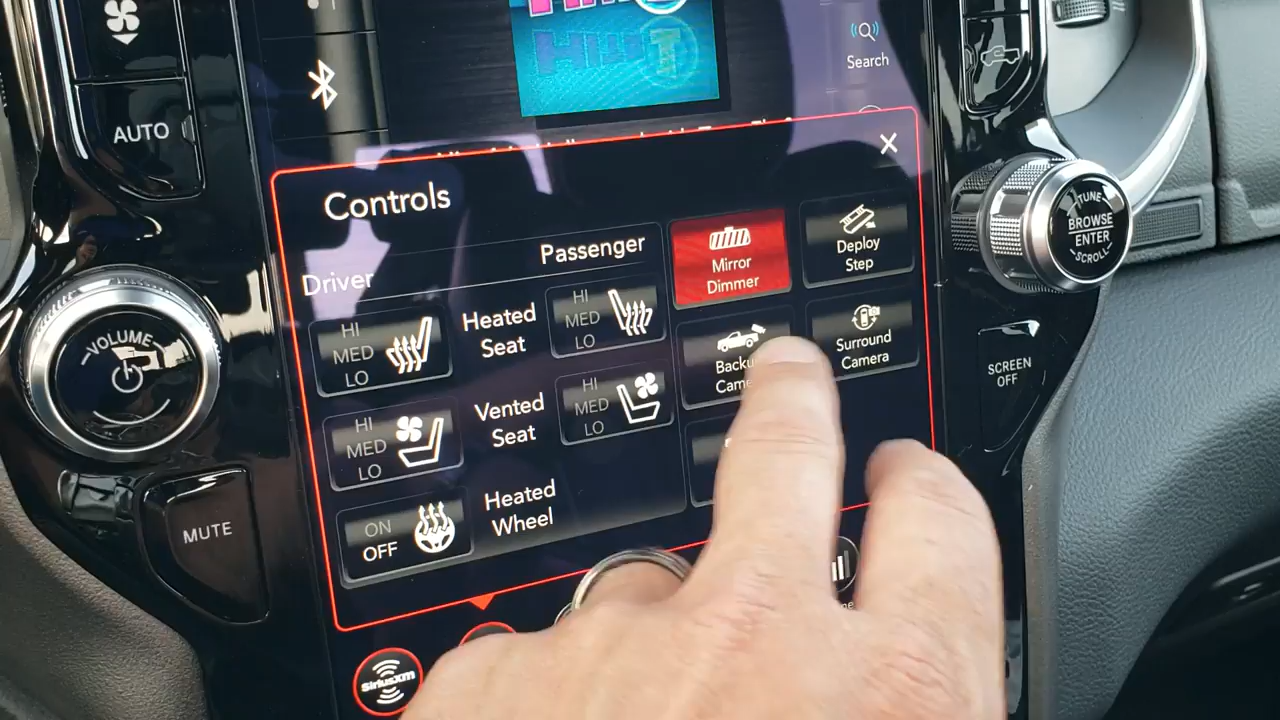 AUTO
Search
Controls
Driver
Passenger
HI
MED
LO
Heated
Seat
HI
MED
LO
Mirror
Dimmer
Deploy
Step
HI
MED
LO
Vented
Seat
HI
MED
LO
Surround
Camera
ON
OFF
Heated
Wheel
VOLUME
MUTE
TUNE
BROWSE
ENTER
SCROLL
SCREEN
OFF
SiriusXM